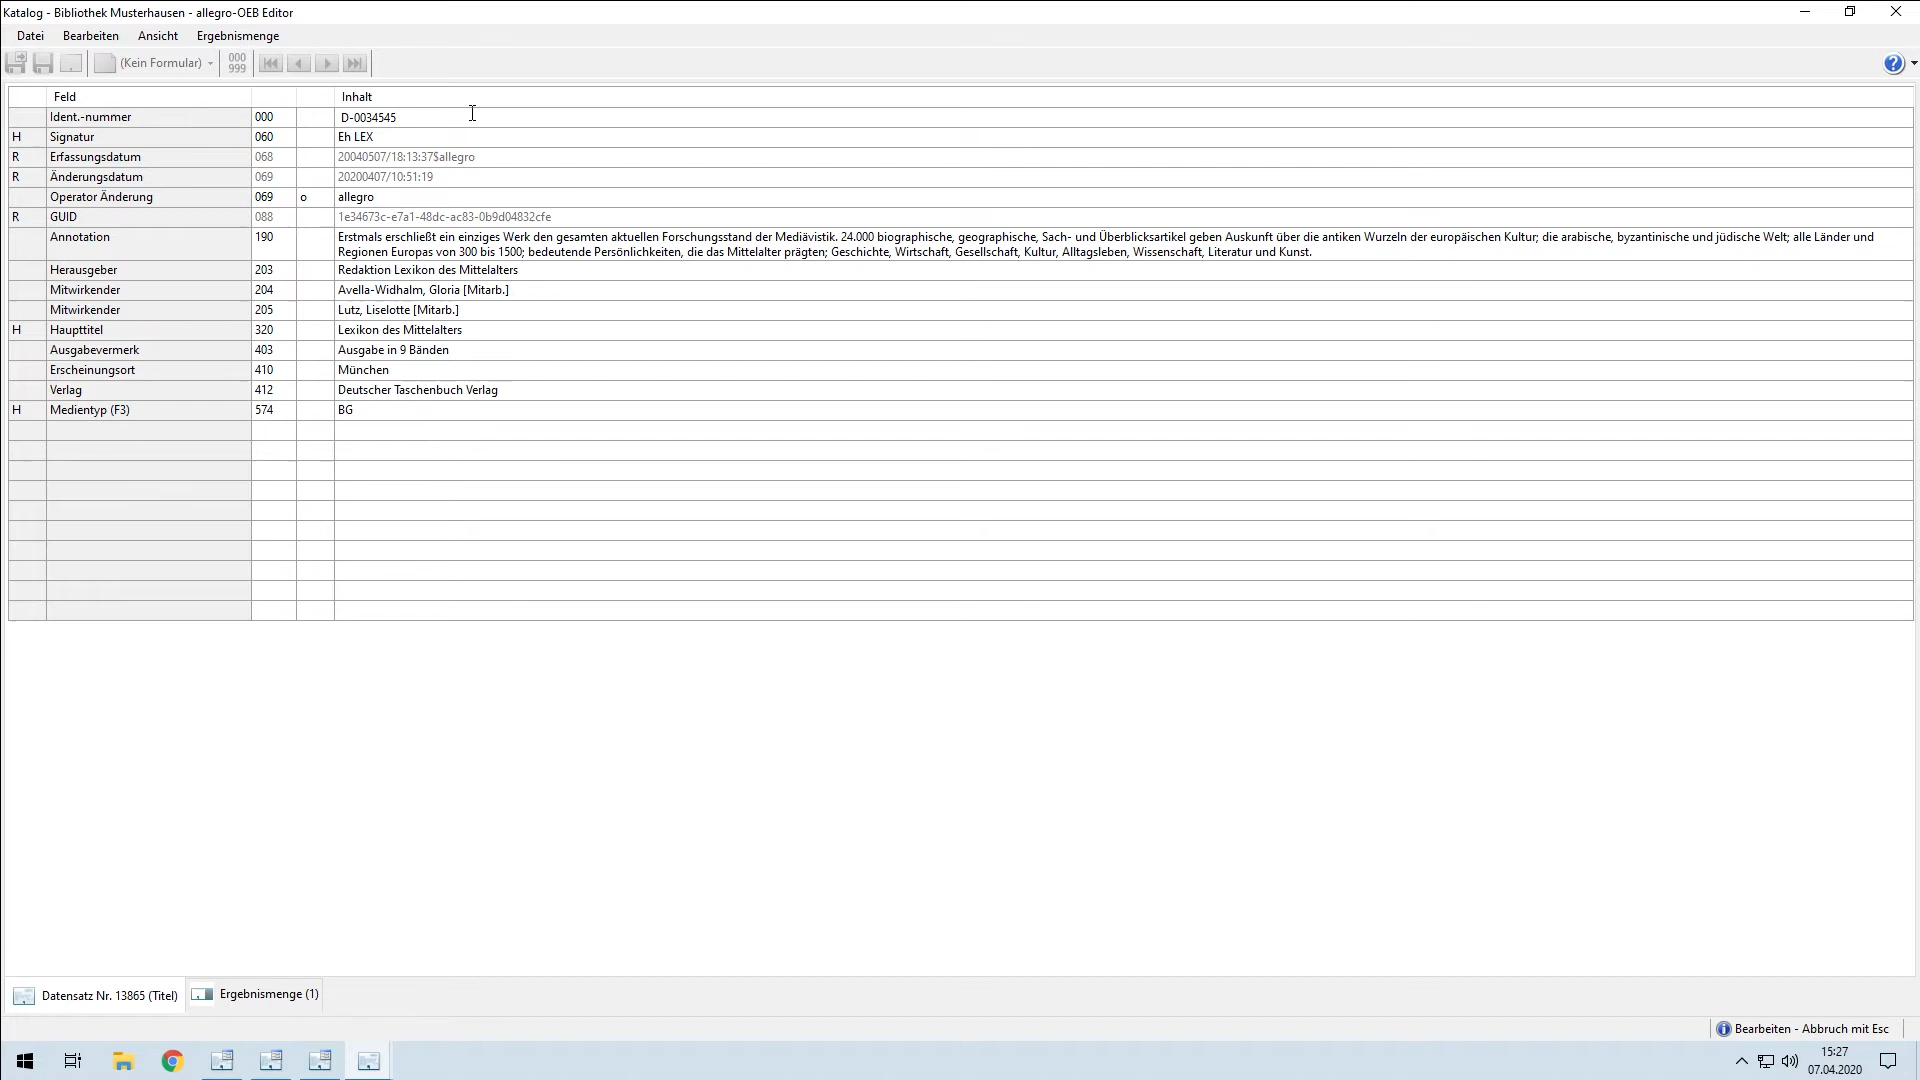 Katalog - Bibliothek Musterhausen - allegro-OEB Editor
Datei Bearbeiten Ansicht Ergebnismenge
(Kein Formular) 000 999
Feld Inhalt
Ident.-nummer 000 D-0034545
H Signatur 060 Eh LEX
R Erfassungsdatum 068 20040507/18:13:37$allegro
R Änderungsdatum 069 20200407/10:51:19
Operator Änderung 069 o allegro
R GUID 088 1e34673c-e7a1-48dc-ac83-0b9d04832cfe
Annotation 190 Erstmals erschließt ein einziges Werk den gesamten aktuellen Forschungsstand der Mediävistik. 24.000 biographische, geographische, Sach- und Überblicksartikel geben Auskunft über die antiken Wurzeln der europäischen Kultur; die arabische, byzantinische und jüdische Welt; alle Länder und
Regionen Europas von 300 bis 1500; bedeutende Persönlichkeiten, die das Mittelalter prägten; Geschichte, Wirtschaft, Gesellschaft, Kultur, Alltagsleben, Wissenschaft, Literatur und Kunst.
Herausgeber 203 Redaktion Lexikon des Mittelalters
Mitwirkender 204 Avella-Widhalm, Gloria [Mitarb.]
Mitwirkender 205 Lutz, Liselotte [Mitarb.]
H Haupttitel 320 Lexikon des Mittelalters
Ausgabevermerk 403 Ausgabe in 9 Bänden
Erscheinungsort 410 München
Verlag 412 Deutscher Taschenbuch Verlag
H Medientyp (F3) 574 BG
Datensatz Nr. 13865 (Titel) Ergebnismenge (1)
Bearbeiten - Abbruch mit Esc
15:27
07.04.2020